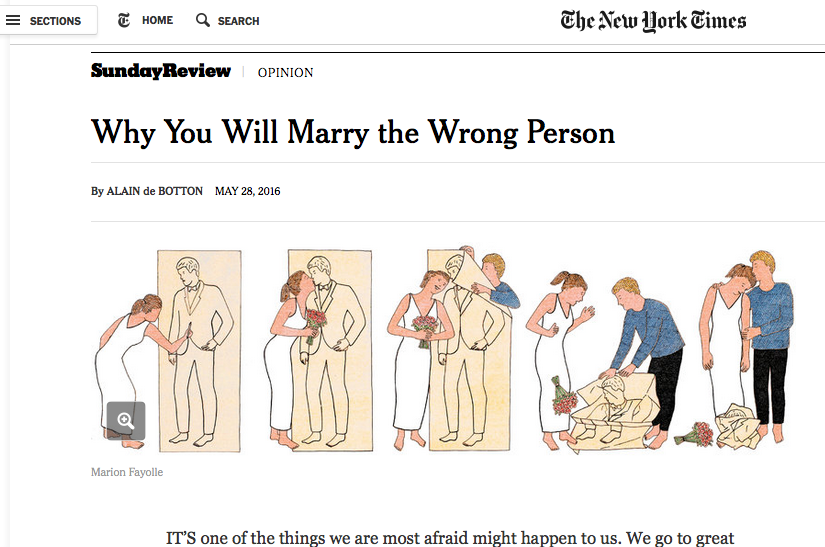 SECTIONS HOME SEARCH The New York Times
SundayReview | OPINION
Why You Will Marry the Wrong Person
By ALAIN de BOTTON MAY 28, 2016
Marion Fayolle
IT'S one of the things we are most afraid might happen to us. We go to great